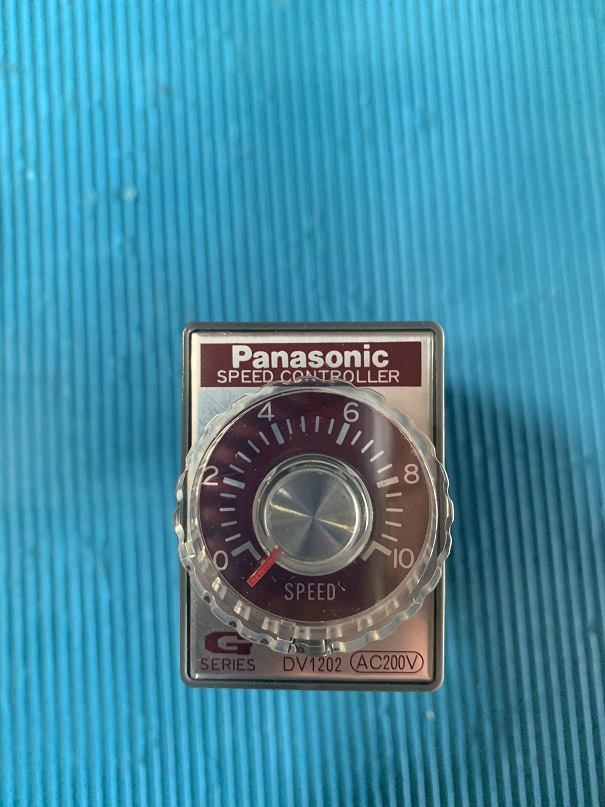 Panasonic
SPEED CONTROLLER
4 6
2 8
0 10
SPEED
G
SERIES DV1202 AC200V